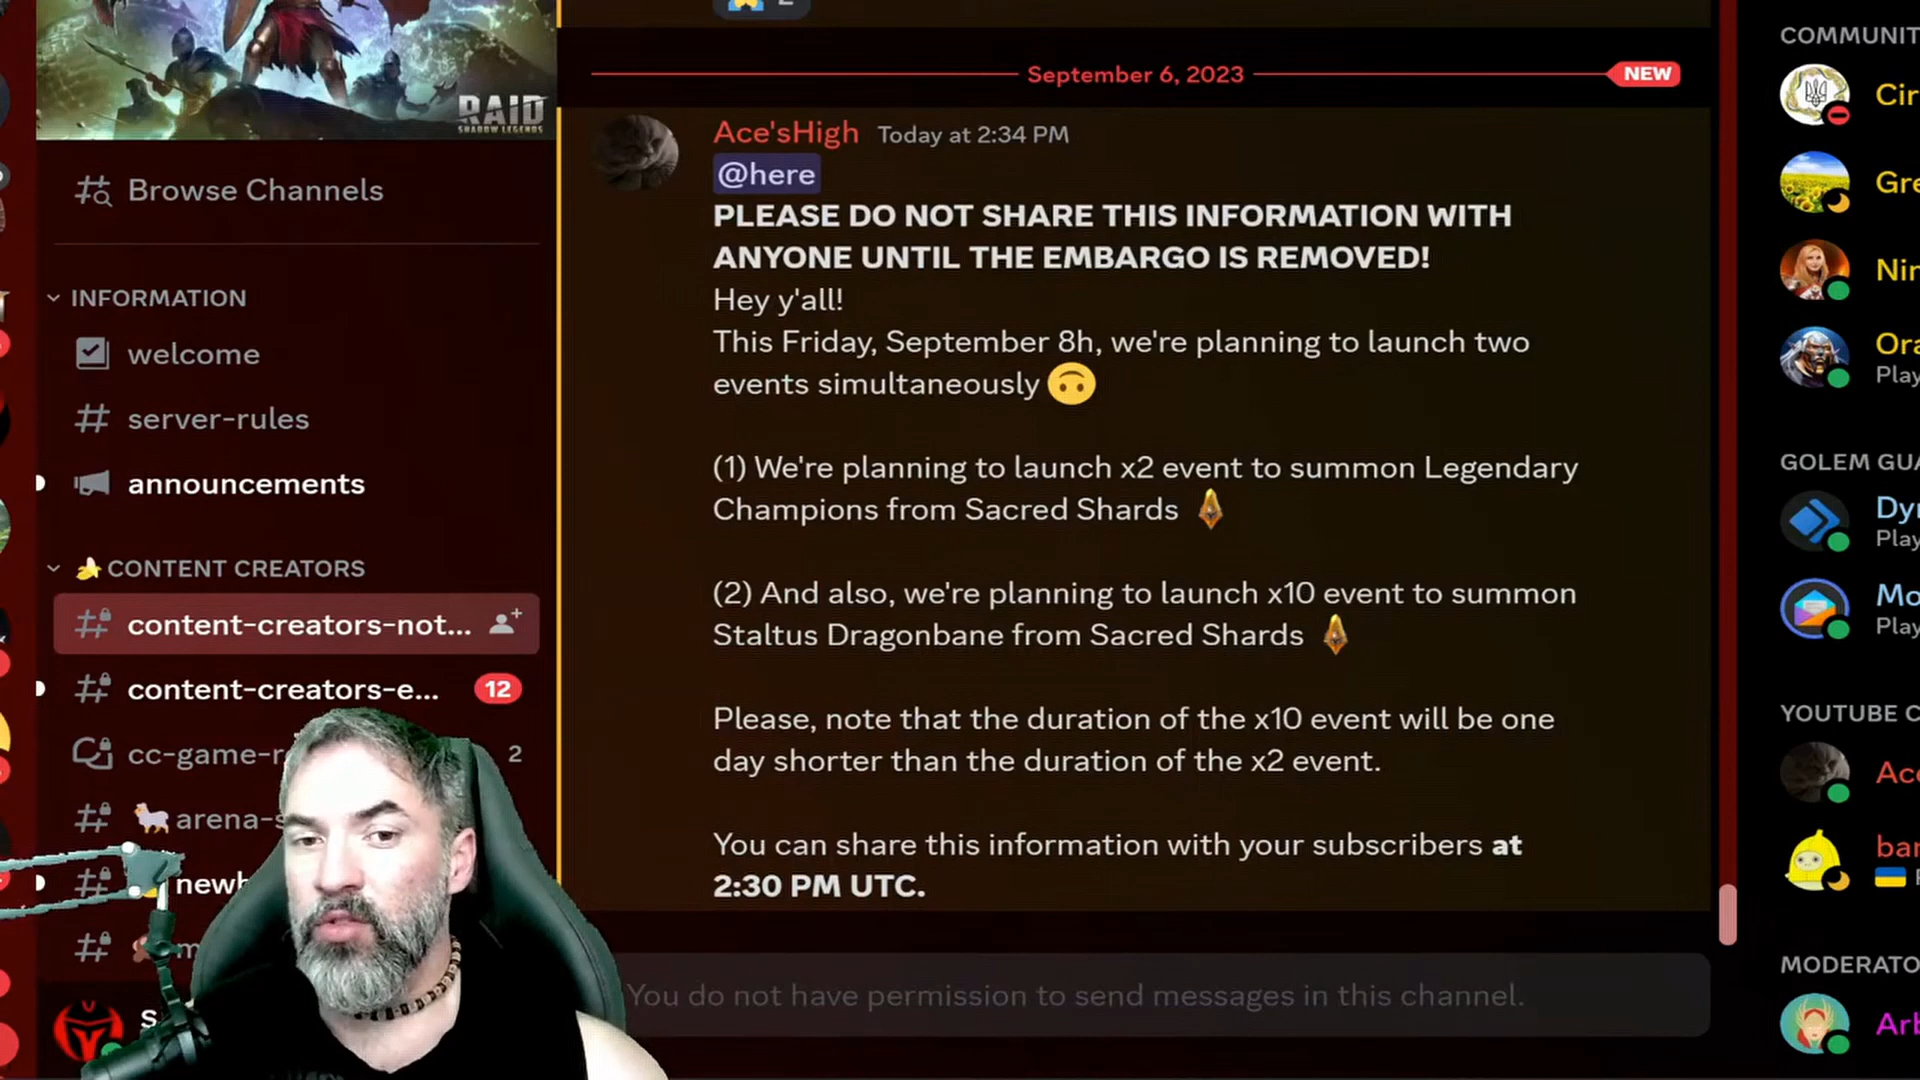 RAID
SHADOW LEGENDS
Browse Channels
INFORMATION
welcome
server-rules
announcements
CONTENT CREATORS
content-creators-not...
content-creators-e...
12
cc-game-r
2
arena-s
newb
m
S
2
September 6, 2023
NEW
Ace'sHigh Today at 2:34 PM
@here
PLEASE DO NOT SHARE THIS INFORMATION WITH
ANYONE UNTIL THE EMBARGO IS REMOVED!
Hey y'all!
This Friday, September 8h, we're planning to launch two
events simultaneously
(1) We're planning to launch x2 event to summon Legendary
Champions from Sacred Shards
(2) And also, we're planning to launch x10 event to summon
Staltus Dragonbane from Sacred Shards
Please, note that the duration of the x10 event will be one
day shorter than the duration of the x2 event.
You can share this information with your subscribers at
2:30 PM UTC.
You do not have permission to send messages in this channel.
COMMUNIT
Cir
Gre
Nin
Ora
Play
GOLEM GUA
Dyr
Play
Mo
Play
YOUTUBE C
Ace
ban
MODERATO
Arb